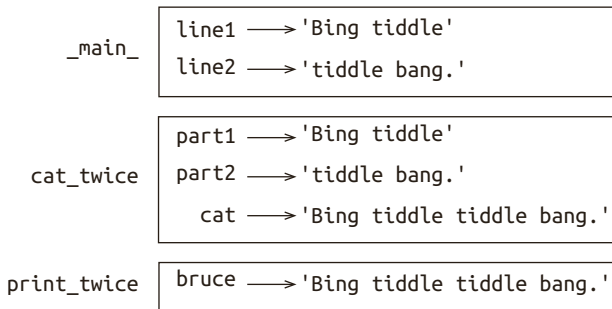 _main_
line1 → 'Bing tiddle'
line2 → 'tiddle bang.'
cat_twice
part1 → 'Bing tiddle'
part2 → 'tiddle bang.'
cat → 'Bing tiddle tiddle bang.'
print_twice
bruce → 'Bing tiddle tiddle bang.'